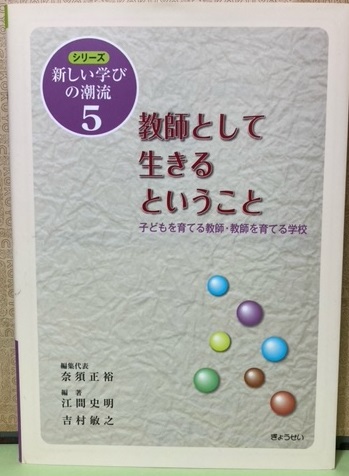 シリーズ
新しい学び
の潮流
5
教師として
生きる
ということ
子どもを育てる教師・教師を育てる学校
編集代表
奈須正裕
編著
江間史明
吉村敏之
ぎょうせい